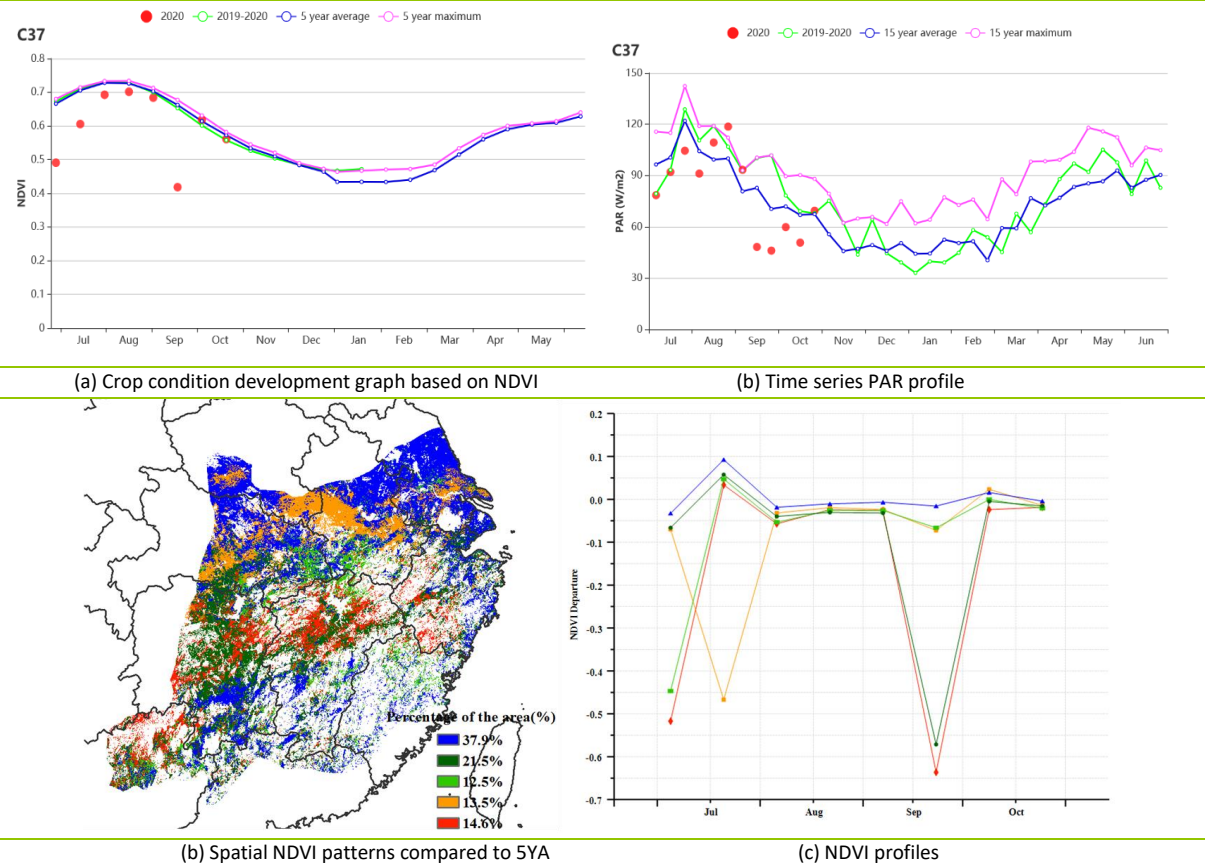 2020 2019-2020 5 year average 5 year maximum
C37
0.8
0.7
0.6
0.5
0.4
0.3
0.2
0.1
0
NDVI
Jul Aug Sep Oct Nov Dec Jan Feb Mar Apr May
(a) Crop condition development graph based on NDVI
2020 2019-2020 15 year average 15 year maximum
C37
150
120
90
60
30
0
PAR (W/m2)
Jul Aug Sep Oct Nov Dec Jan Feb Mar Apr May Jun
(b) Time series PAR profile
Percentage of the area(%)
37.9%
21.5%
12.5%
13.5%
14.6%
(b) Spatial NDVI patterns compared to 5YA
0.2
0.1
0.0
-0.1
-0.2
-0.3
-0.4
-0.5
-0.6
-0.7
NDVI Departure
Jul Aug Sep Oct
(c) NDVI profiles